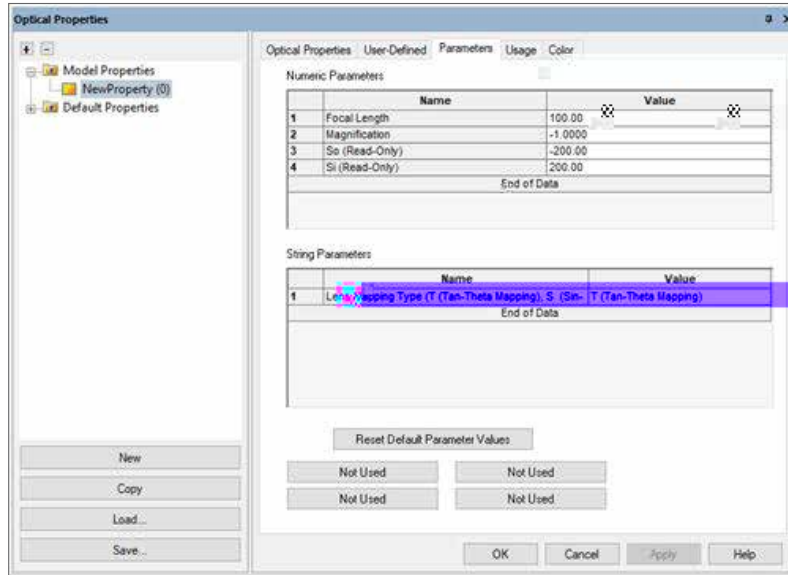 Optical Properties
Model Properties
NewProperty (0)
Default Properties
New
Copy
Load...
Save...
Optical Properties User-Defined Parameters Usage Color
Numeric Parameters
Name Value
1 Focal Length 100.00
2 Magnification -1.0000
3 So (Read-Only) -200.00
4 Si (Read-Only) 200.00
End of Data
String Parameters
Name Value
1 Lens Mapping Type (T (Tan-Theta Mapping), S (Sin- T (Tan-Theta Mapping)
End of Data
Reset Default Parameter Values
Not Used Not Used
Not Used Not Used
OK Cancel Apply Help